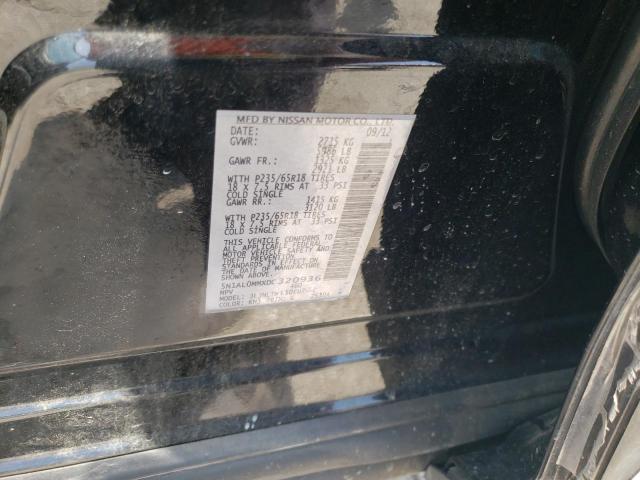 MFD BY NISSAN MOTOR CO., LTD.
DATE: 09/12
GVWR: 2715 KG
5986 LB
GAWR FR.: 1325 KG
2921 LB
WITH P235/65R18 TIRES
18 X 7.5 RIMS AT 33 PSI
COLD SINGLE
GAWR RR.: 1415 KG
3120 LB
WITH P235/65R18 TIRES
18 X 7.5 RIMS AT 33 PSI
COLD SINGLE
THIS VEHICLE CONFORMS TO
ALL APPLICABLE FEDERAL
MOTOR VEHICLE SAFETY AND
THEFT PREVENTION STANDARDS
IN EFFECT ON THE DATE OF
MANUFACTURE
SHOWN ABOVE.
5N1AL0MMXDC320936
MPV
MODEL:
COLOR: KH3